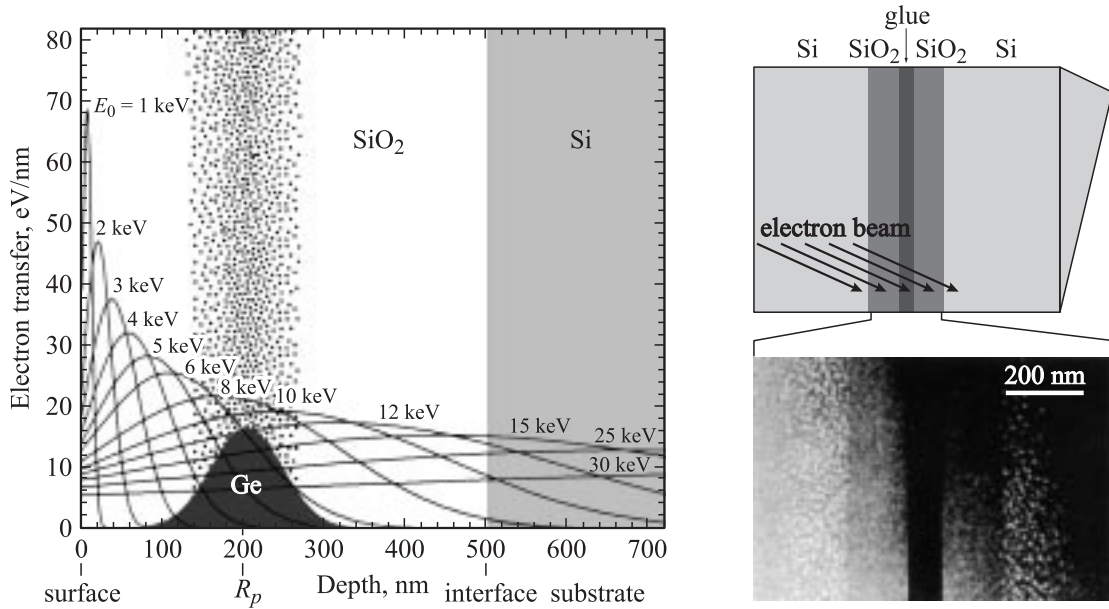 Electron transfer, eV/nm
80
70
60
50
40
30
20
10
0
E₀ = 1 keV
2 keV
3 keV
4 keV
5 keV
6 keV
8 keV
10 keV
12 keV
15 keV
25 keV
30 keV
SiO₂
Si
Ge
0 100 200 300 400 500 600 700
surface
Rₚ
Depth, nm
interface
substrate
glue
Si SiO₂ SiO₂ Si
electron beam
200 nm